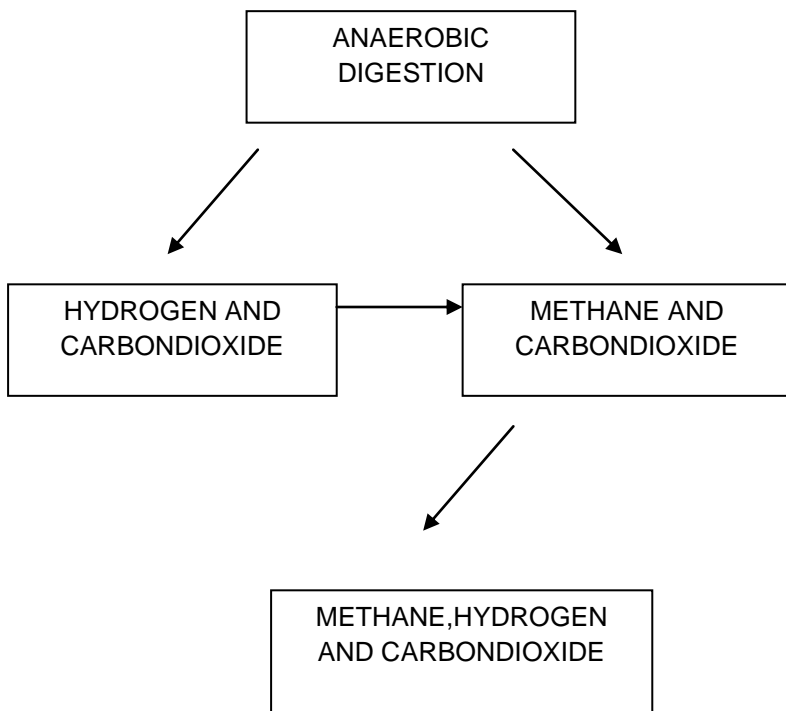 ANAEROBIC
DIGESTION
HYDROGEN AND
CARBONDIOXIDE
METHANE AND
CARBONDIOXIDE
METHANE,HYDROGEN
AND CARBONDIOXIDE